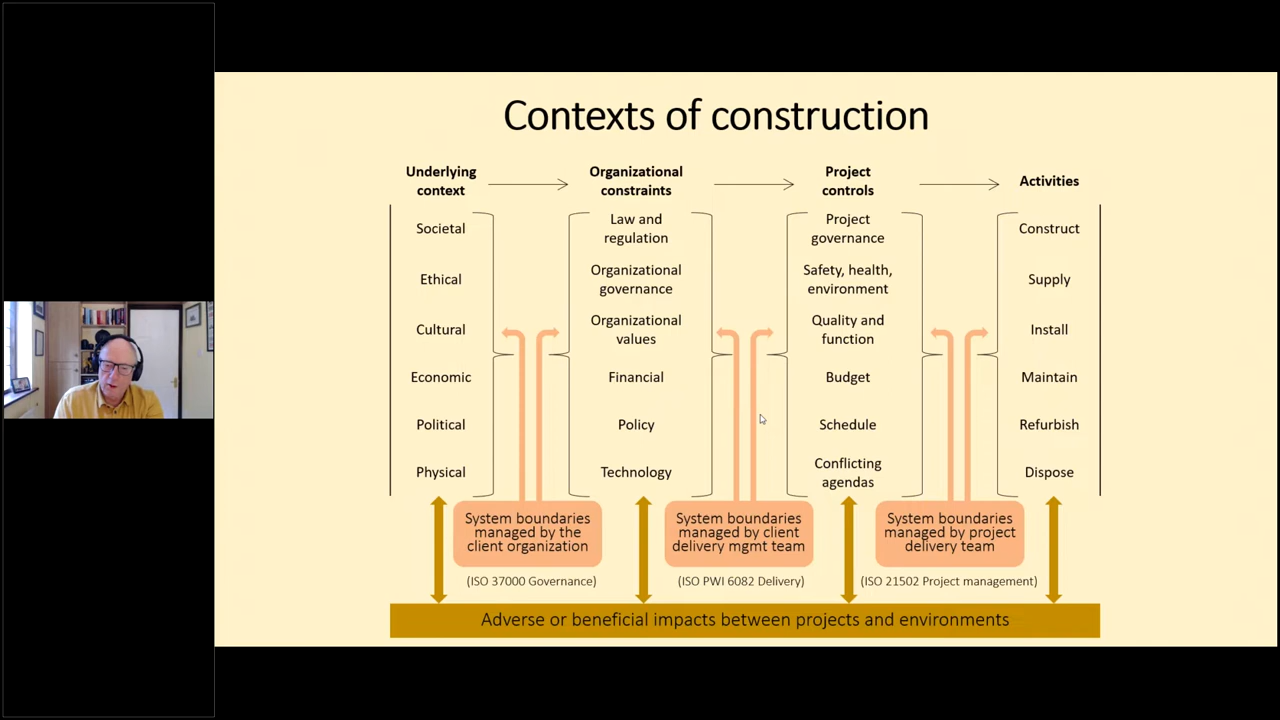 Contexts of construction
Underlying
context
Organizational
constraints
Project
controls
Activities
Societal
Ethical
Cultural
Economic
Political
Physical
Law and
regulation
Organizational
governance
Organizational
values
Financial
Policy
Technology
Project
governance
Safety, health,
environment
Quality and
function
Budget
Schedule
Conflicting
agendas
Construct
Supply
Install
Maintain
Refurbish
Dispose
System boundaries
managed by the
client organization
(ISO 37000 Governance)
System boundaries
managed by client
delivery mgmt team
(ISO PWI 6082 Delivery)
System boundaries
managed by project
delivery team
(ISO 21502 Project management)
Adverse or beneficial impacts between projects and environments